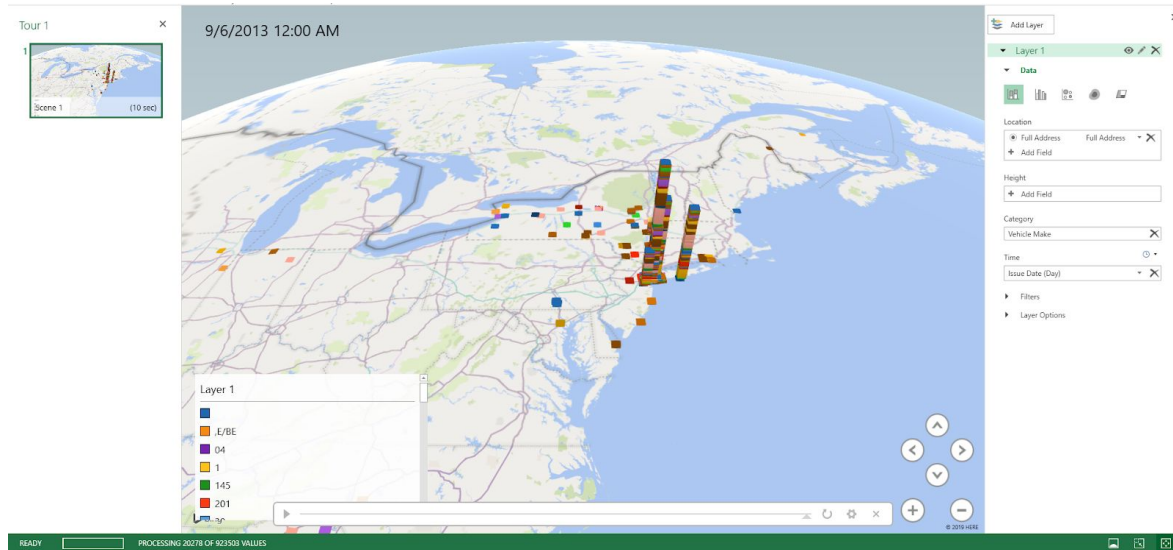 Tour 1
1
Scene 1 (10 sec)
9/6/2013 12:00 AM
Layer 1
,E/BE
04
1
145
201
© 2016 HERE
Add Layer
Layer 1
Data
Location
Full Address Full Address
+ Add Field
Height
+ Add Field
Category
Vehicle Make
Time
Issue Date (Day)
Filters
Layer Options
READY PROCESSING 20278 OF 923503 VALUES